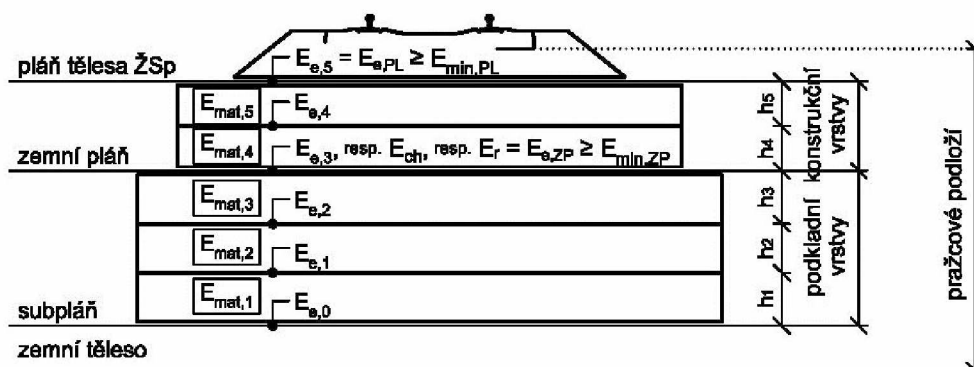 pláň tělesa ŽSp
E_e,5 = E_e,PL ≥ E_min,PL
E_mat,5
E_e,4
h5
E_mat,4
E_e,3, resp. E_ch, resp. E_r = E_e,ZP ≥ E_min,ZP
h4
konstrukční
vrstvy
zemní pláň
E_mat,3
E_e,2
h3
E_mat,2
E_e,1
h2
E_mat,1
E_e,0
h1
podkladní
vrstvy
pražcové podloží
subpláň
zemní těleso